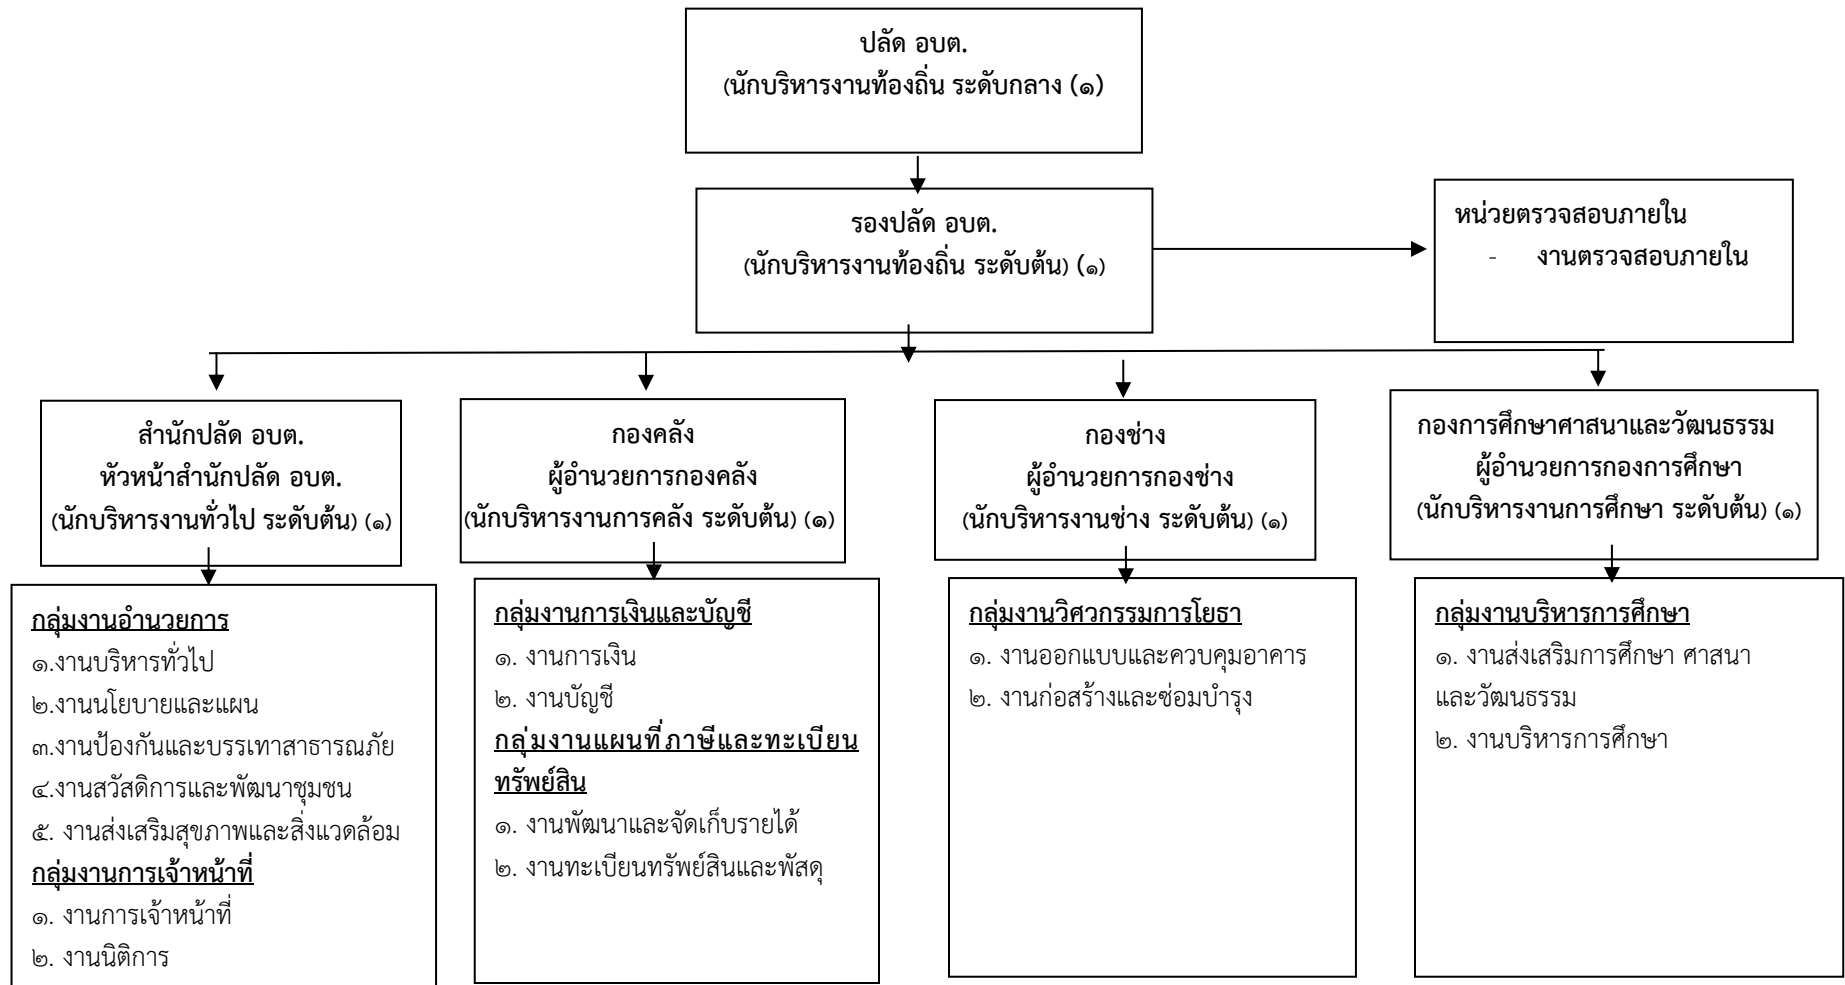 ปลัด อบต.
(นักบริหารงานท้องถิ่น ระดับกลาง (๑)
รองปลัด อบต.
(นักบริหารงานท้องถิ่น ระดับต้น) (๑)
หน่วยตรวจสอบภายใน
- งานตรวจสอบภายใน
สำนักปลัด อบต.
หัวหน้าสำนักปลัด อบต.
(นักบริหารงานทั่วไป ระดับต้น) (๑)
กองคลัง
ผู้อำนวยการกองคลัง
(นักบริหารงานการคลัง ระดับต้น) (๑)
กองช่าง
ผู้อำนวยการกองช่าง
(นักบริหารงานช่าง ระดับต้น) (๑)
กองการศึกษาศาสนาและวัฒนธรรม
ผู้อำนวยการกองการศึกษา
(นักบริหารงานการศึกษา ระดับต้น) (๑)
กลุ่มงานอำนวยการ
๑.งานบริหารทั่วไป
๒.งานนโยบายและแผน
๓.งานป้องกันและบรรเทาสาธารณภัย
๔.งานสวัสดิการและพัฒนาชุมชน
๕. งานส่งเสริมสุขภาพและสิ่งแวดล้อม
กลุ่มงานการเจ้าหน้าที่
๑. งานการเจ้าหน้าที่
๒. งานนิติการ
กลุ่มงานการเงินและบัญชี
๑. งานการเงิน
๒. งานบัญชี
กลุ่มงานแผนที่ภาษีและทะเบียน
ทรัพย์สิน
๑. งานพัฒนาและจัดเก็บรายได้
๒. งานทะเบียนทรัพย์สินและพัสดุ
กลุ่มงานวิศวกรรมการโยธา
๑. งานออกแบบและควบคุมอาคาร
๒. งานก่อสร้างและซ่อมบำรุง
กลุ่มงานบริหารการศึกษา
๑. งานส่งเสริมการศึกษา ศาสนา
และวัฒนธรรม
๒. งานบริหารการศึกษา